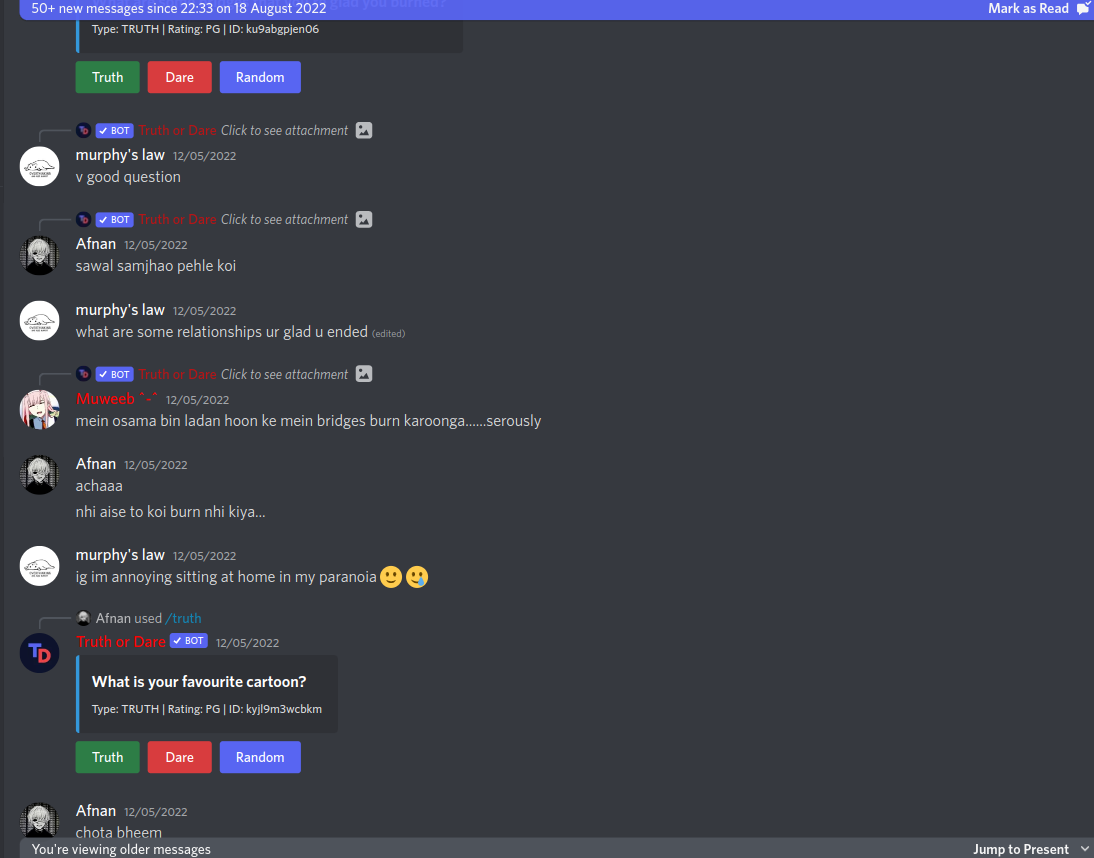 50+ new messages since 22:33 on 18 August 2022
Mark as Read
glad you burned?
Type: TRUTH | Rating: PG | ID: ku9abgpjen06
Truth Dare Random
BOT Truth or Dare Click to see attachment
murphy's law 12/05/2022
v good question
BOT Truth or Dare Click to see attachment
Afnan 12/05/2022
sawal samjhao pehle koi
murphy's law 12/05/2022
what are some relationships ur glad u ended (edited)
BOT Truth or Dare Click to see attachment
Muweeb ^-^ 12/05/2022
mein osama bin ladan hoon ke mein bridges burn karoonga......serously
Afnan 12/05/2022
achaaa
nhi aise to koi burn nhi kiya...
murphy's law 12/05/2022
ig im annoying sitting at home in my paranoia 🙂🥲
Afnan used /truth
TD
Truth or Dare BOT 12/05/2022
What is your favourite cartoon?
Type: TRUTH | Rating: PG | ID: kyjl9m3wcbkm
Truth Dare Random
Afnan 12/05/2022
chota bheem
You're viewing older messages
Jump to Present